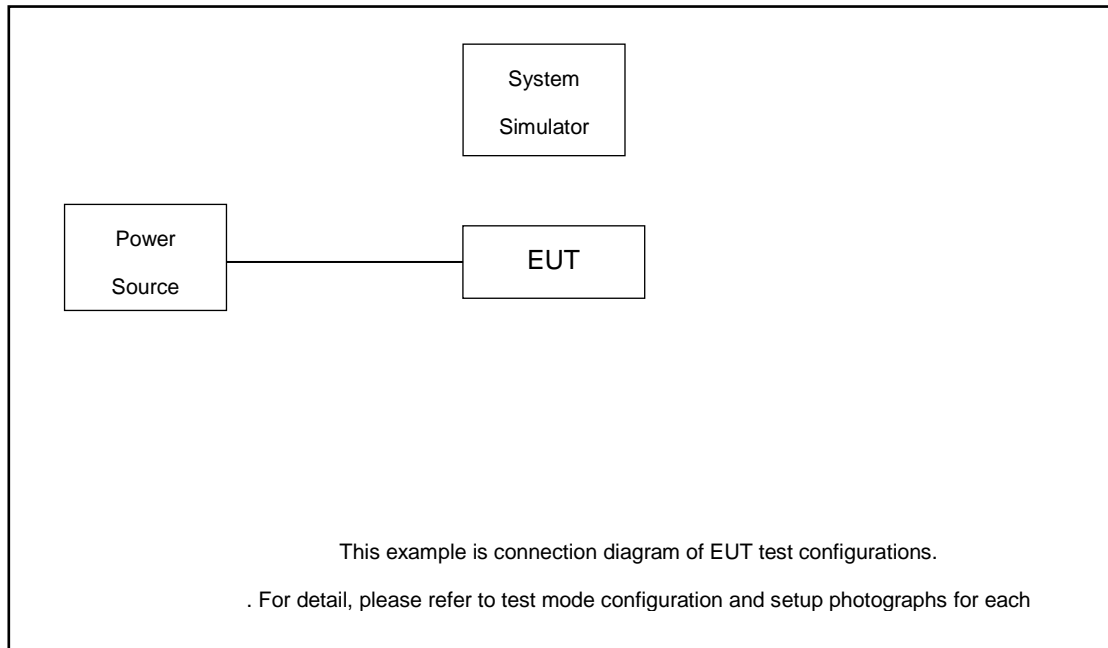 System
Simulator
Power
Source
EUT
This example is connection diagram of EUT test configurations.
. For detail, please refer to test mode configuration and setup photographs for each